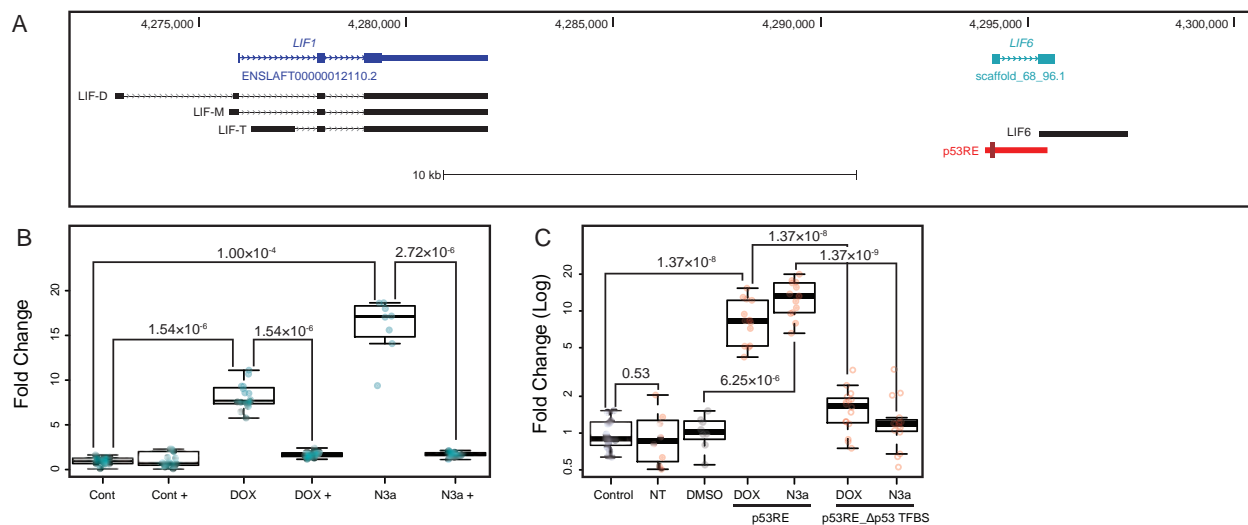 A
4,275,000 4,280,000 4,285,000 4,290,000 4,295,000 4,300,000
LIF1 LIF6
ENSLAFT00000012110.2 scaffold_68_96.1
LIF-D
LIF-M
LIF-T
LIF6
p53RE
10 kb
B
Fold Change
20
15
10
5
0
1.00×10-4
2.72×10-6
1.54×10-6
1.54×10-6
Cont Cont + DOX DOX + N3a N3a +
C
Fold Change (Log)
20
10
5
2
1
0.5
1.37×10-8
1.37×10-9
1.37×10-8
0.53
6.25×10-6
Control NT DMSO DOX N3a DOX N3a
p53RE p53RE_Δp53 TFBS